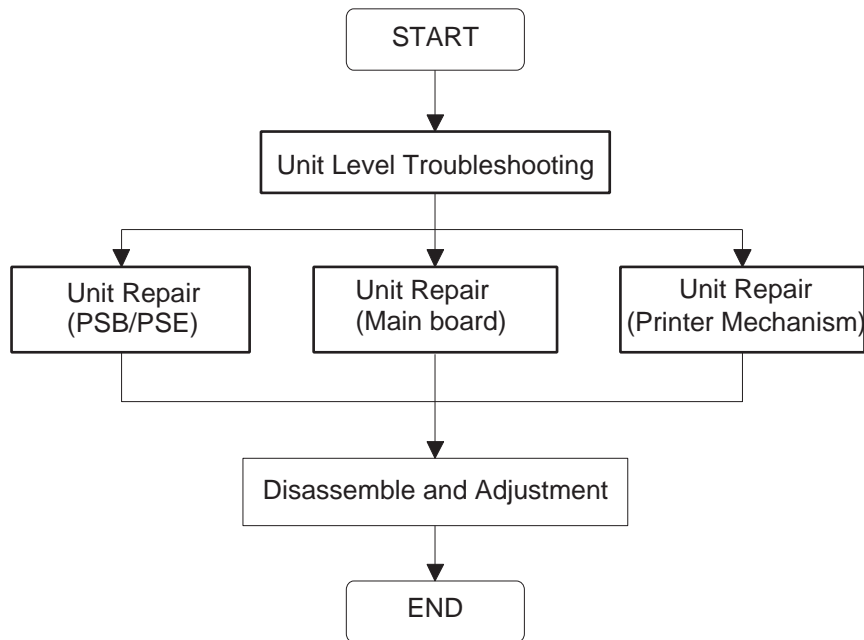 START
Unit Level Troubleshooting
Unit Repair
(PSB/PSE)
Unit Repair
(Main board)
Unit Repair
(Printer Mechanism)
Disassemble and Adjustment
END